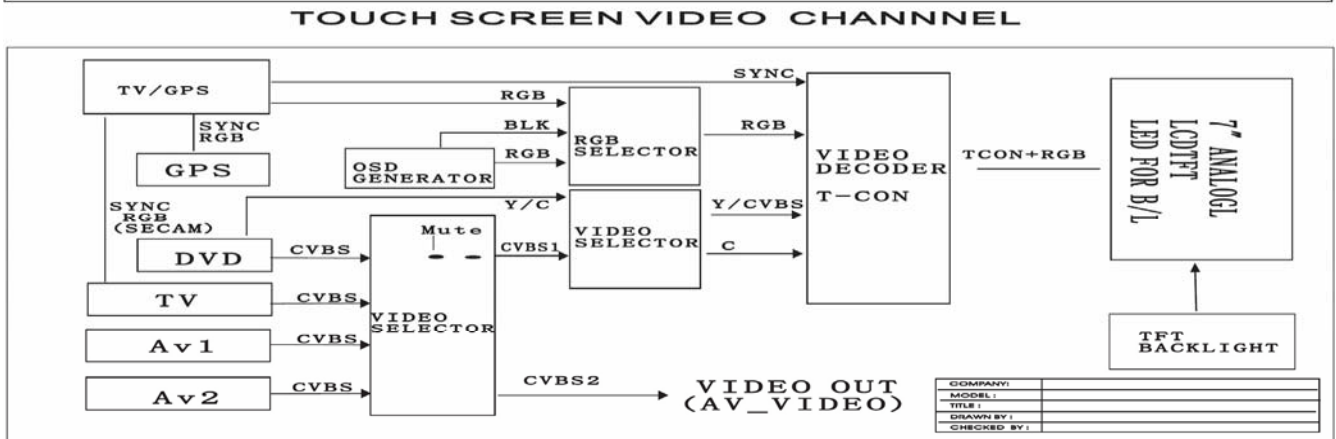 TOUCH SCREEN VIDEO CHANNNEL
TV/GPS
SYNC
RGB
BLK
RGB
SYNC
RGB
GPS
OSD
GENERATOR
RGB
SELECTOR
RGB
VIDEO
DECODER
T-CON
TCON+RGB
7" ANALOGL
LCDTFT
LED FOR B/L
SYNC
RGB
(SECAM)
Y/C
DVD
CVBS
Mute
CVBS1
VIDEO
SELECTOR
Y/CVBS
C
TV
CVBS
VIDEO
SELECTOR
Av1
CVBS
Av2
CVBS
CVBS2
VIDEO OUT
(AV_VIDEO)
TFT
BACKLIGHT
COMPANY:
MODEL :
TITLE :
DRAWN BY :
CHECKED BY :